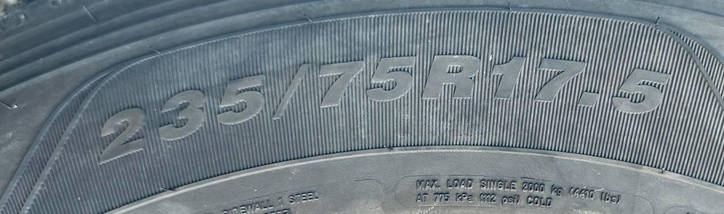 235/75R17.5
SIDEWALL 1 STEEL
MAX. LOAD SINGLE 2000 kg (4410 lbs)
AT 775 kPa (112 psi) COLD